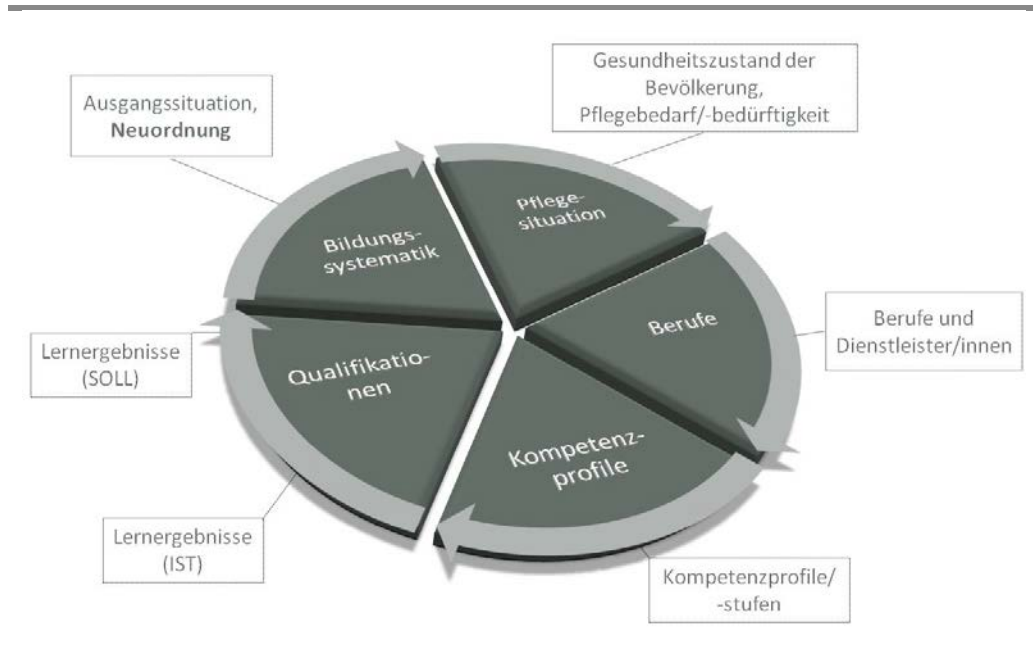 Ausgangssituation,
Neuordnung
Gesundheitszustand der
Bevölkerung,
Pflegebedarf/-bedürftigkeit
Pflege-
situation
Bildungs-
systematik
Berufe
Berufe und
Dienstleister/innen
Lernergebnisse
(SOLL)
Qualifikatio-
nen
Kompetenz-
profile
Lernergebnisse
(IST)
Kompetenzprofile/
-stufen